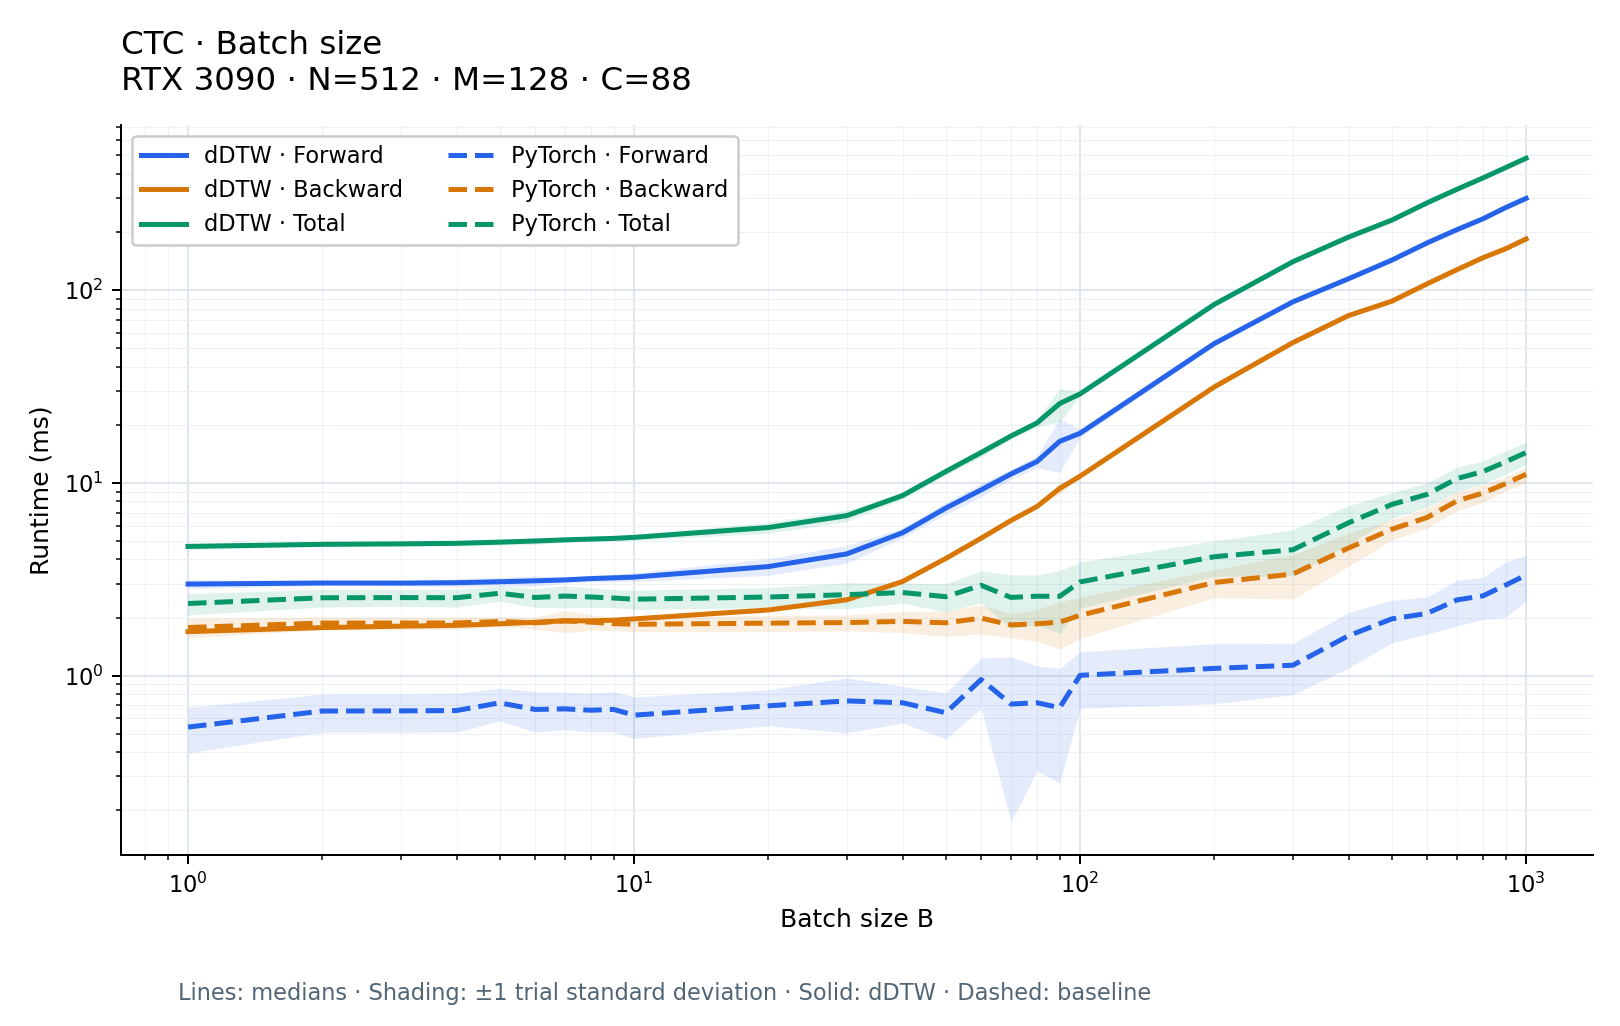 CTC · Batch size
RTX 3090 · N=512 · M=128 · C=88
dDTW · Forward
dDTW · Backward
dDTW · Total
PyTorch · Forward
PyTorch · Backward
PyTorch · Total
Runtime (ms)
10²
10¹
10⁰
10⁰ 10¹ 10² 10³
Batch size B
Lines: medians · Shading: ±1 trial standard deviation · Solid: dDTW · Dashed: baseline